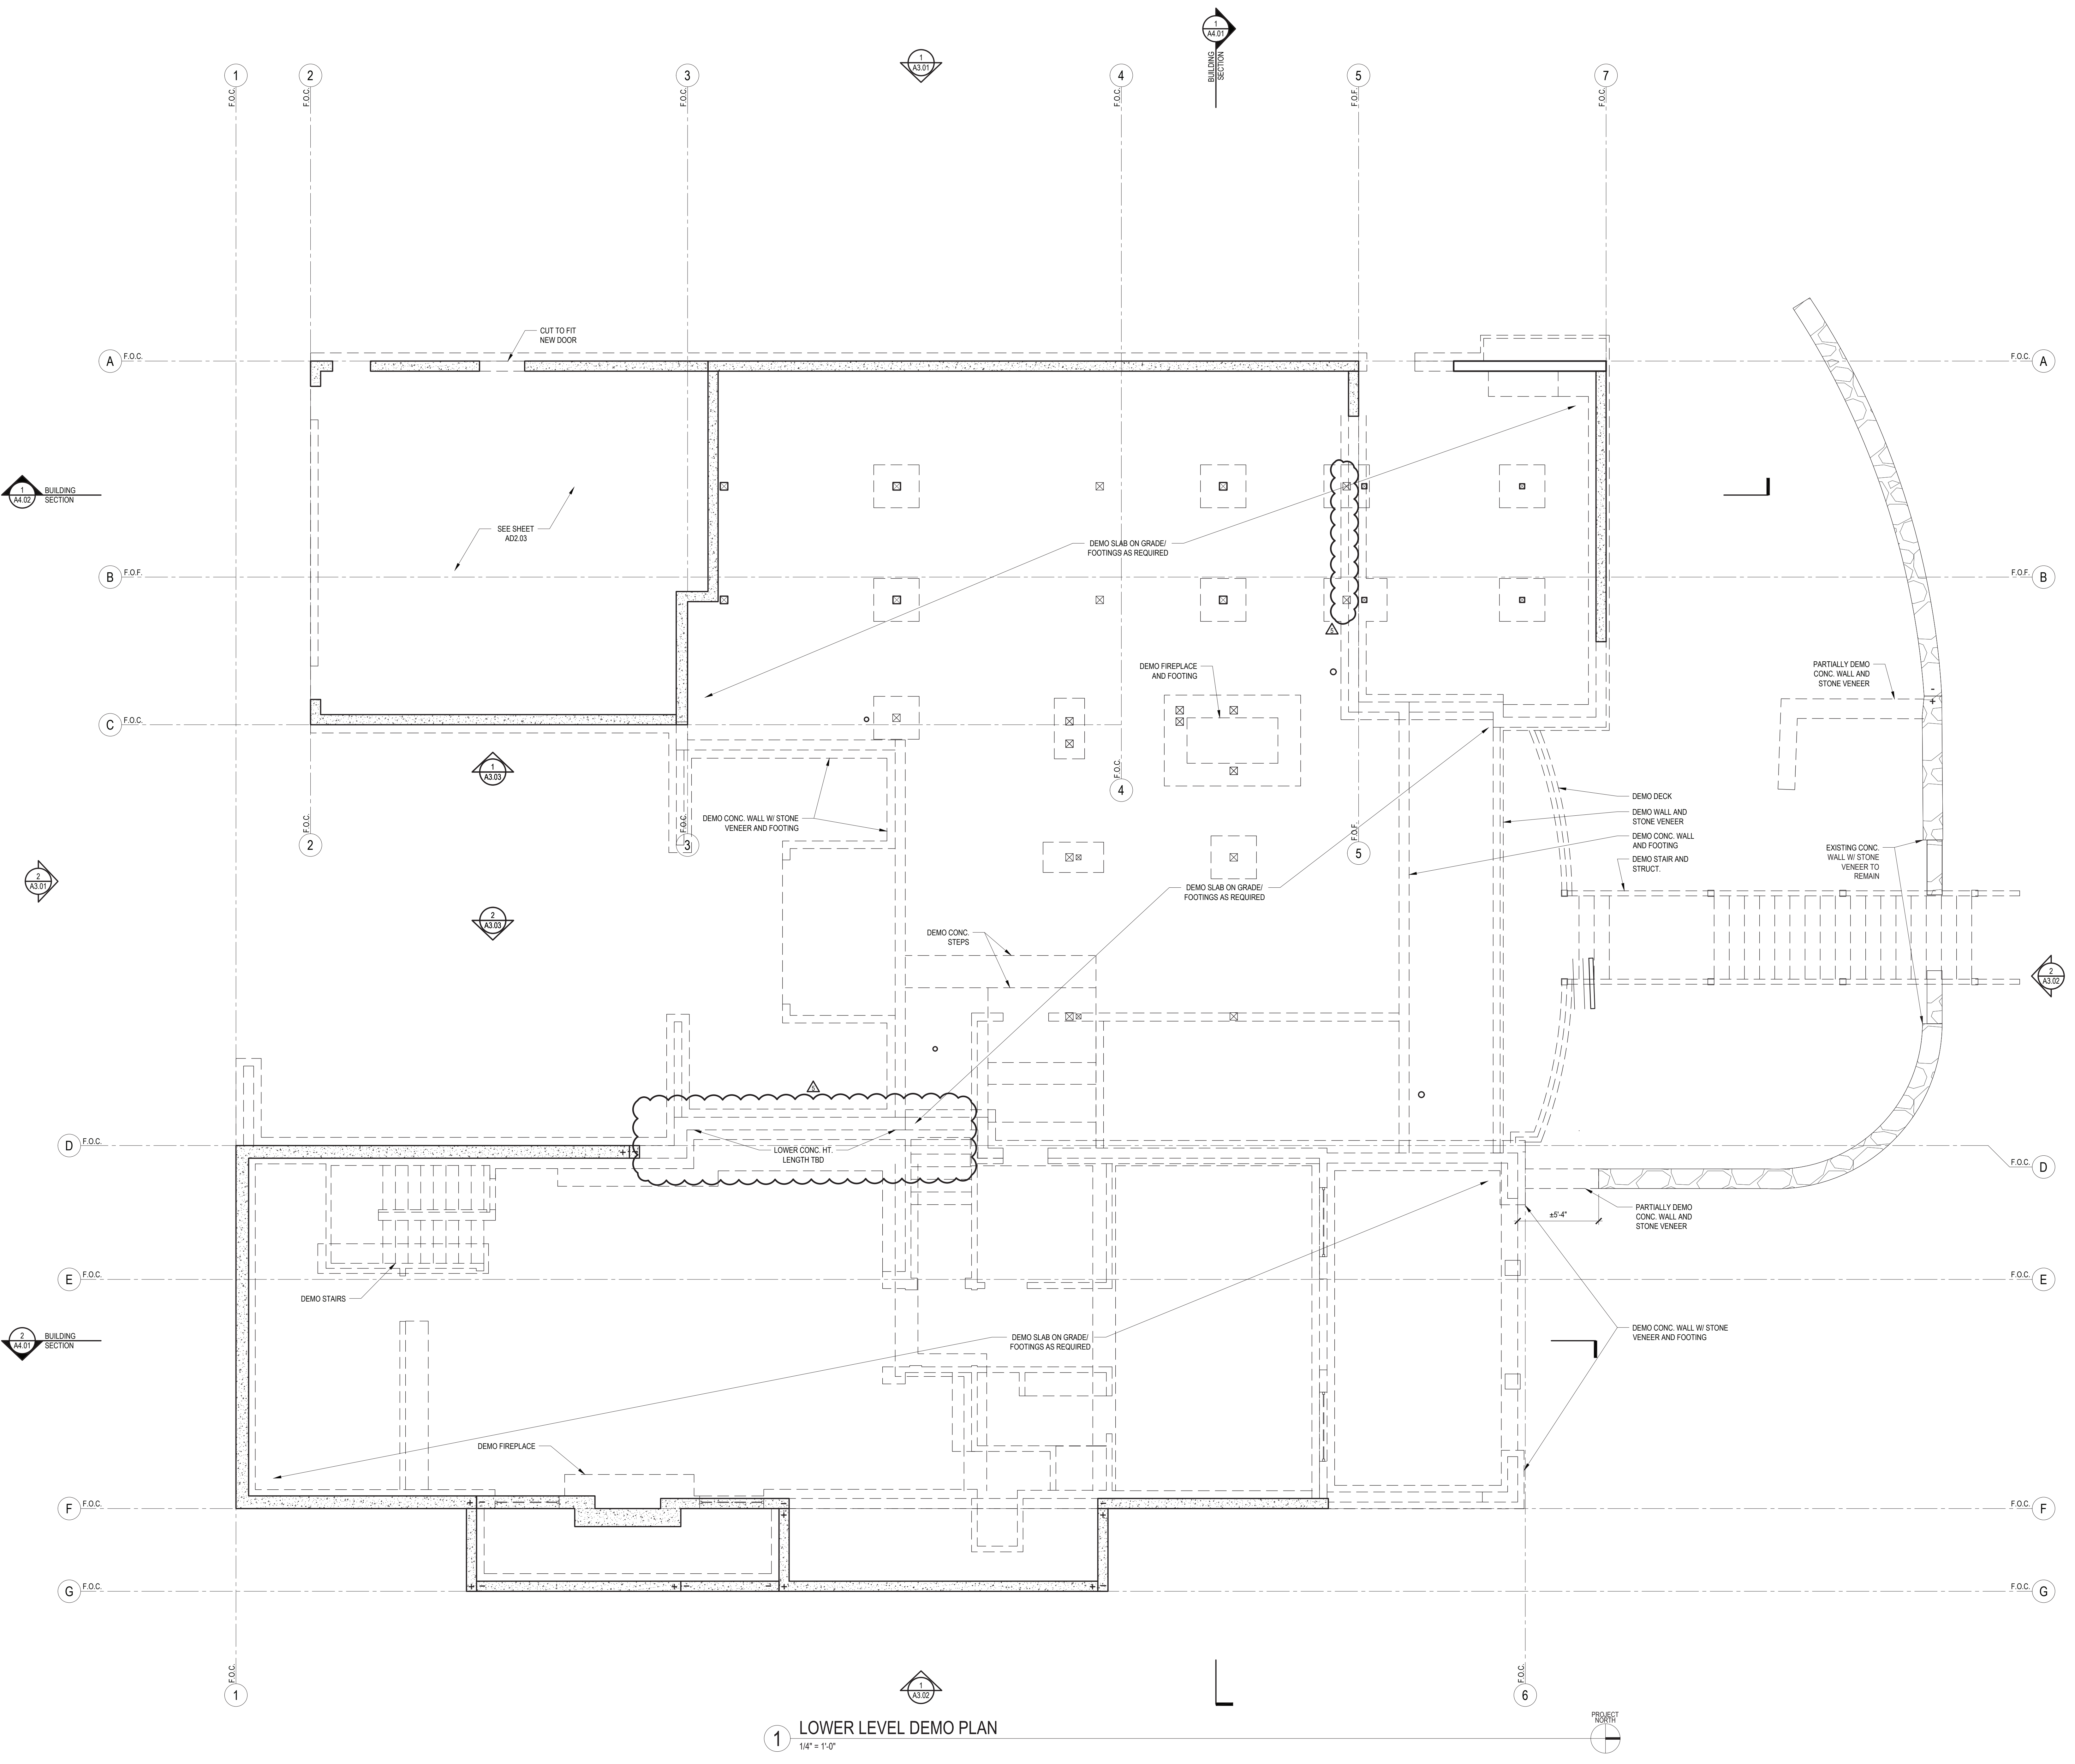 1
A4.01
BUILDING
SECTION
1
A3.01
1
2
3
4
5
7
F.O.C.
F.O.C.
F.O.C.
F.O.C.
F.O.F.
F.O.C.
CUT TO FIT
NEW DOOR
A
F.O.C.
F.O.C.
A
1
A4.02
BUILDING
SECTION
SEE SHEET
AD2.03
DEMO SLAB ON GRADE/
FOOTINGS AS REQUIRED
B
F.O.F.
F.O.F.
B
5
DEMO FIREPLACE
AND FOOTING
PARTIALLY DEMO
CONC. WALL AND
STONE VENEER
-
+
C
F.O.C.
1
A3.03
F.O.C.
4
DEMO DECK
DEMO WALL AND
STONE VENEER
DEMO CONC. WALL W/ STONE
VENEER AND FOOTING
F.O.C.
2
F.O.C.
3
F.O.F.
5
DEMO CONC. WALL
AND FOOTING
DEMO STAIR AND
STRUCT.
EXISTING CONC.
WALL W/ STONE
VENEER TO
REMAIN
2
A3.01
DEMO SLAB ON GRADE/
FOOTINGS AS REQUIRED
2
A3.03
DEMO CONC.
STEPS
2
A3.02
5
D
F.O.C.
+
-
LOWER CONC. HT.
LENGTH TBD
F.O.C.
D
±5'-4"
PARTIALLY DEMO
CONC. WALL AND
STONE VENEER
E
F.O.C.
F.O.C.
E
DEMO STAIRS
2
A4.01
BUILDING
SECTION
DEMO SLAB ON GRADE/
FOOTINGS AS REQUIRED
DEMO CONC. WALL W/ STONE
VENEER AND FOOTING
DEMO FIREPLACE
F
F.O.C.
+
-
-
+
-
+
F.O.C.
F
G
F.O.C.
+
-
+
-
-
+
+
-
F.O.C.
G
F.O.C.
1
1
A3.02
F.O.C.
6
1
LOWER LEVEL DEMO PLAN
1/4" = 1'-0"
PROJECT
NORTH